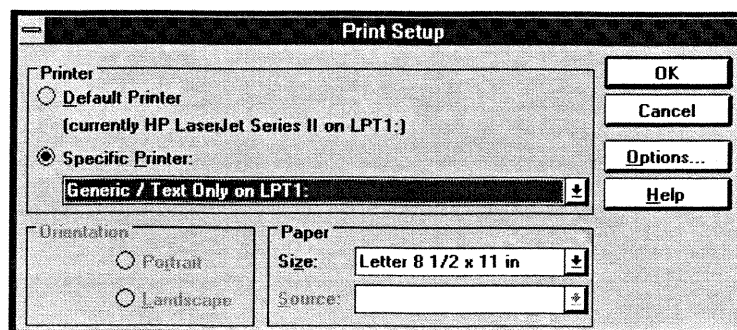 Print Setup
Printer
Default Printer
(currently HP LaserJet Series II on LPT1:)
Specific Printer:
Generic / Text Only on LPT1:
OK
Cancel
Options...
Help
Orientation
Portrait
Landscape
Paper
Size: Letter 8 1/2 x 11 in
Source: